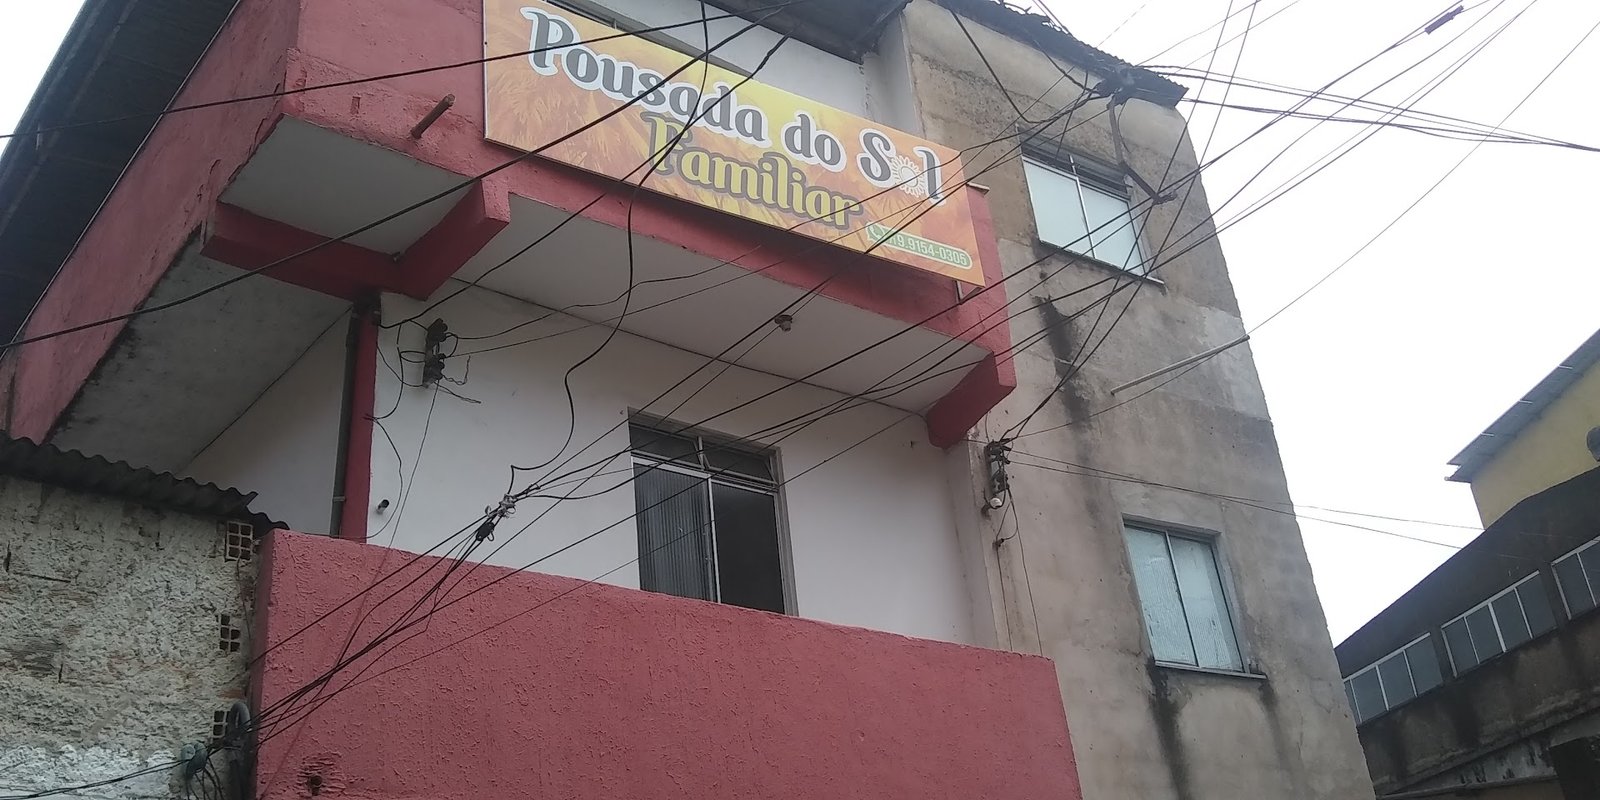 Pousada do Sol
Familiar
9.9154-0305